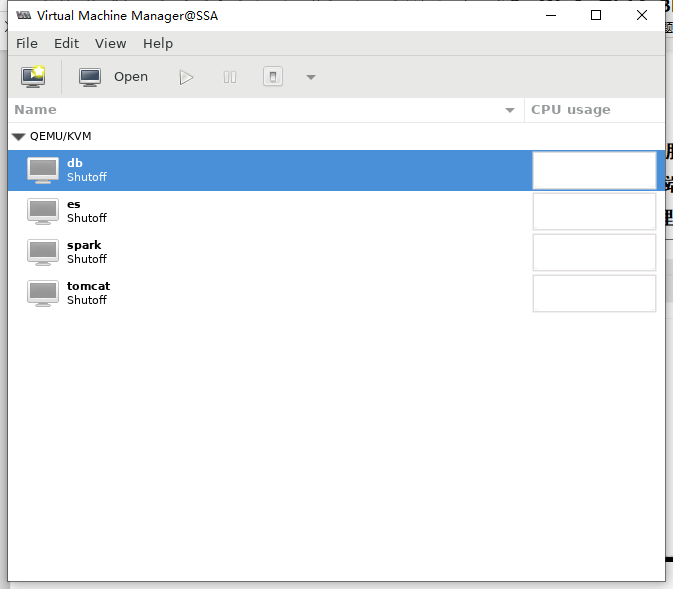 Virtual Machine Manager@SSA
File Edit View Help
Open
Name CPU usage
QEMU/KVM
db
Shutoff
es
Shutoff
spark
Shutoff
tomcat
Shutoff